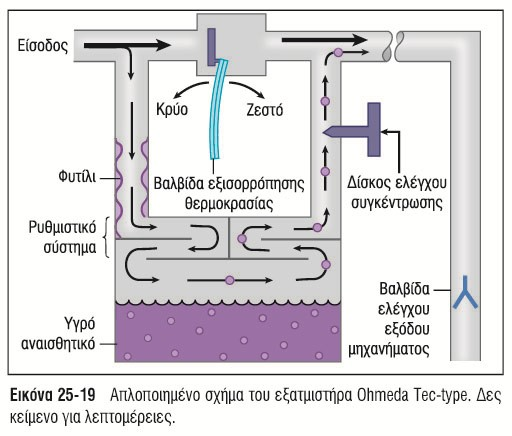 Είσοδος
Κρύο
Ζεστό
Φυτίλι
Βαλβίδα εξισορρόπησης
θερμοκρασίας
Δίσκος ελέγχου
συγκέντρωσης
Ρυθμιστικό
σύστημα
Υγρό
αναισθητικό
Βαλβίδα
ελέγχου
εξόδου
μηχανήματος
Εικόνα 25-19 Απλοποιημένο σχήμα του εξατμιστήρα Ohmeda Tec-type. Δες
κείμενο για λεπτομέρειες.